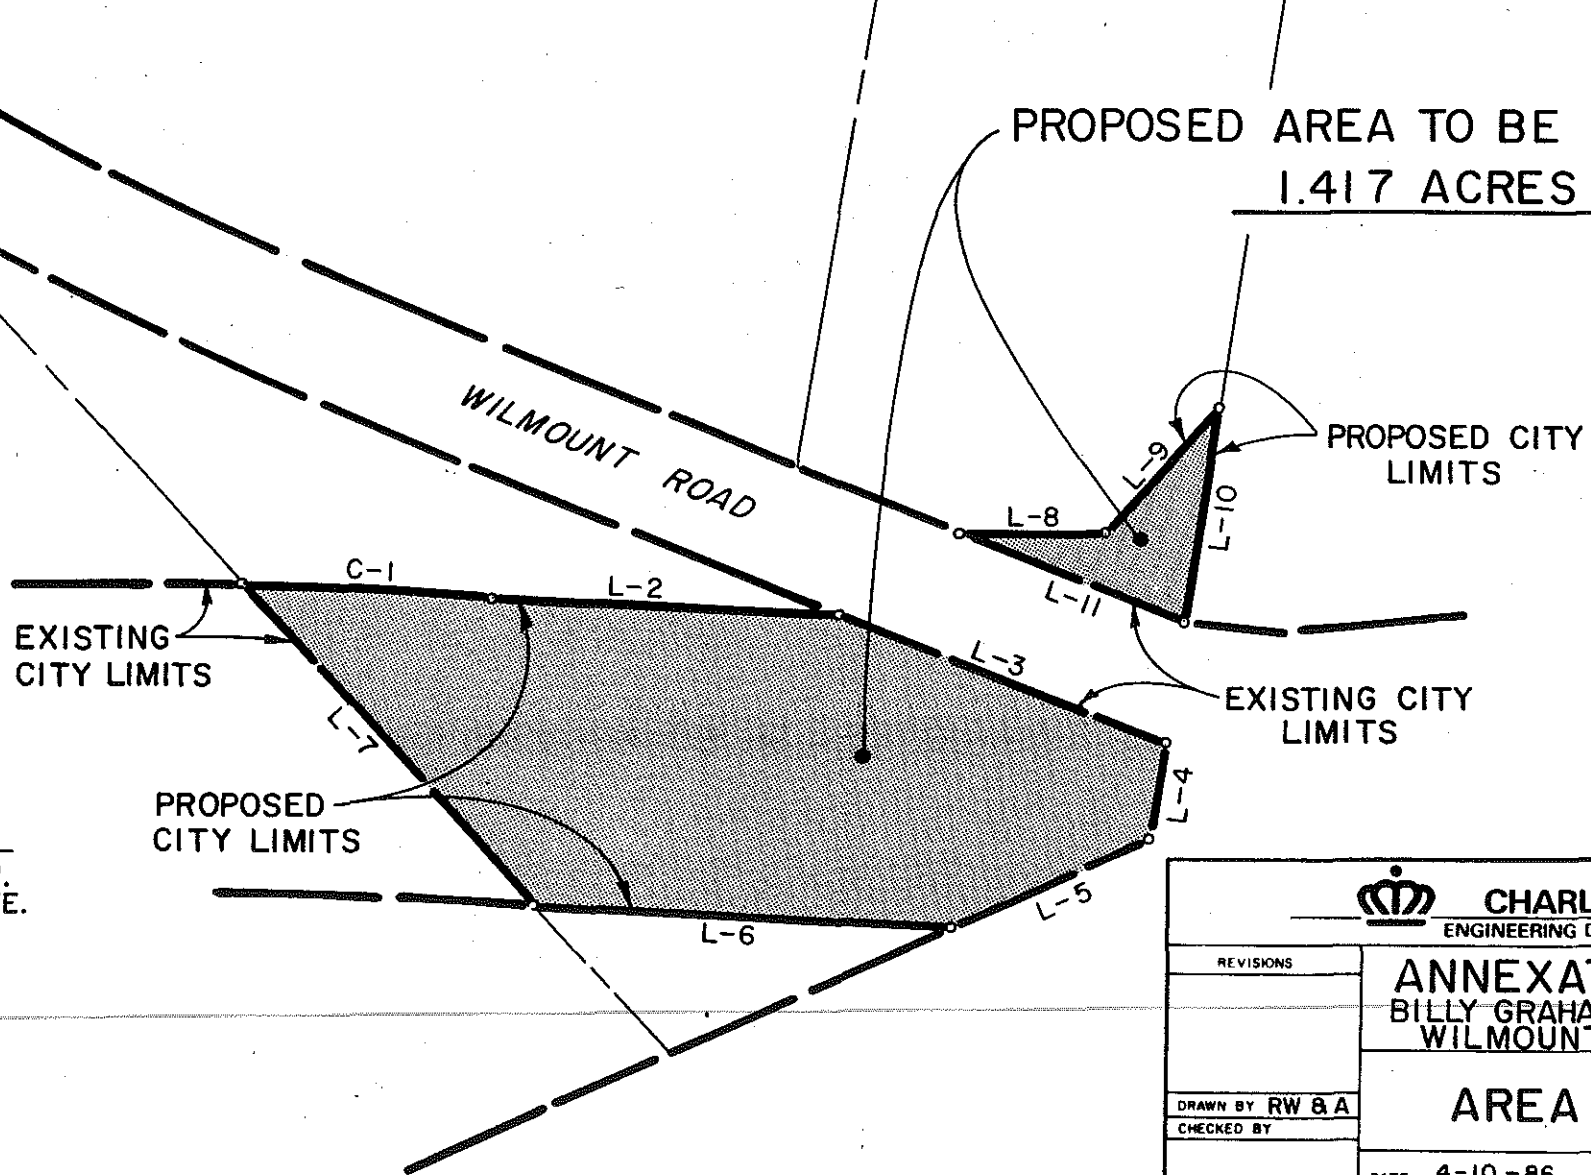 PROPOSED AREA TO BE
1.417 ACRES
WILMOUNT ROAD
L-8
L-9
L-10
L-11
PROPOSED CITY
LIMITS
C-1
L-2
L-3
EXISTING
CITY LIMITS
EXISTING CITY
LIMITS
L-7
L-4
PROPOSED
CITY LIMITS
E.
L-5
L-6
CHARL
ENGINEERING D
REVISIONS
ANNEXAT
BILLY GRAHA
WILMOUNT
DRAWN BY RW & A
AREA
CHECKED BY
4-10-86